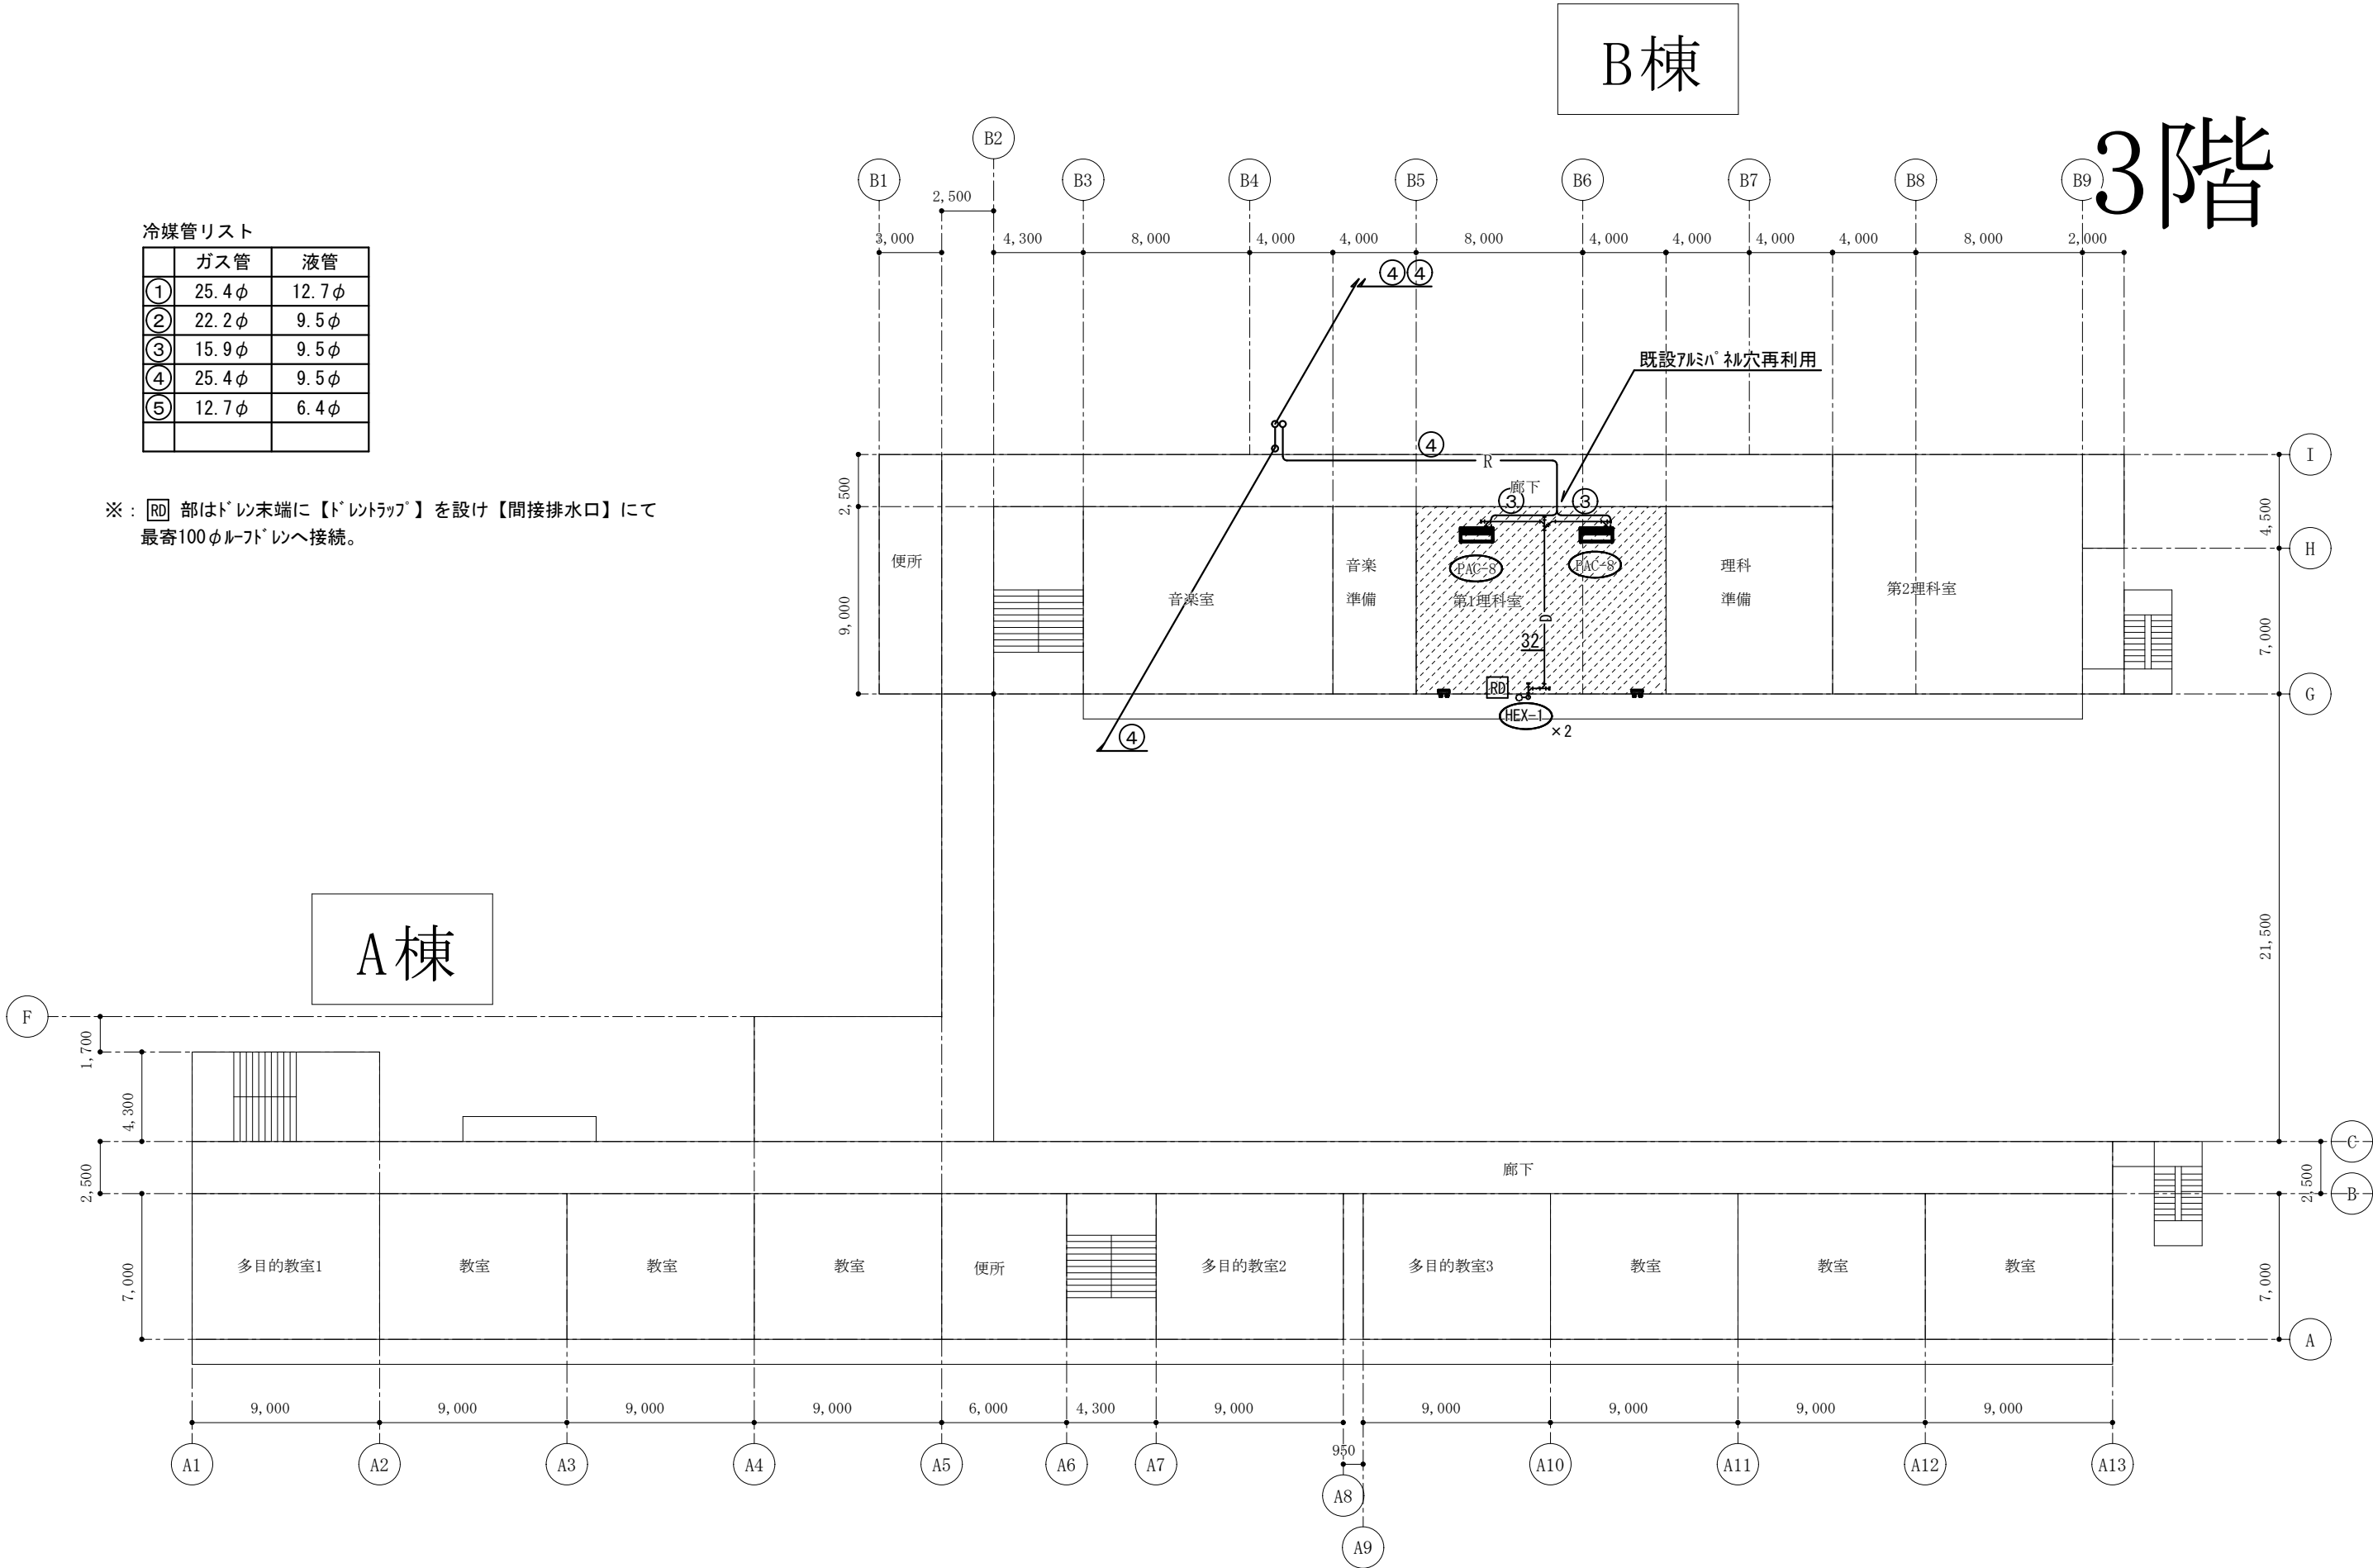 B棟
3階
B2
B1
B3
B4
B5
B6
B7
B8
B9
2,500
3,000
4,300
8,000
4,000
4,000
8,000
4,000
4,000
4,000
4,000
8,000
2,000
冷媒管リスト
ガス管 液管
① 25.4φ 12.7φ
② 22.2φ 9.5φ
③ 15.9φ 9.5φ
④ 25.4φ 9.5φ
⑤ 12.7φ 6.4φ
※：RD 部はﾄﾞﾚﾝ末端に【ﾄﾞﾚﾝﾄﾗｯﾌﾟ】を設け【間接排水口】にて
最寄100φﾙｰﾌﾄﾞﾚﾝへ接続。
④④
既設ｱﾙﾐﾊﾟﾈﾙ穴再利用
④
R
廊下
③
③
I
H
G
2,500
9,000
4,500
7,000
21,500
便所
音楽室
音楽
準備
PAC-8
PAC-8
第1理科室
理科
準備
第2理科室
D
32
RD
HEX-1
×2
④
A棟
F
1,700
4,300
2,500
7,000
C
B
A
2,500
7,000
廊下
多目的教室1
教室
教室
教室
便所
多目的教室2
多目的教室3
教室
教室
教室
9,000
9,000
9,000
9,000
6,000
4,300
9,000
950
9,000
9,000
9,000
9,000
A1
A2
A3
A4
A5
A6
A7
A8
A9
A10
A11
A12
A13